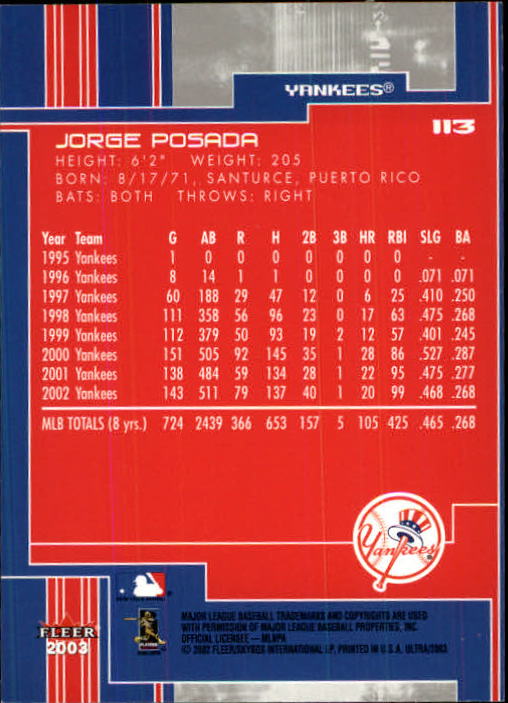 YANKEES®
113
JORGE POSADA
HEIGHT: 6'2" WEIGHT: 205
BORN: 8/17/71, SANTURCE, PUERTO RICO
BATS: BOTH THROWS: RIGHT
Year Team G AB R H 2B 3B HR RBI SLG BA
1995 Yankees 1 0 0 0 0 0 0 0 - -
1996 Yankees 8 14 1 1 0 0 0 0 .071 .071
1997 Yankees 60 188 29 47 12 0 6 25 .410 .250
1998 Yankees 111 358 56 96 23 0 17 63 .475 .268
1999 Yankees 112 379 50 93 19 2 12 57 .401 .245
2000 Yankees 151 505 92 145 35 1 28 86 .527 .287
2001 Yankees 138 484 59 134 28 1 22 95 .475 .277
2002 Yankees 143 511 79 137 40 1 20 99 .468 .268
MLB TOTALS (8 yrs.) 724 2439 366 653 157 5 105 425 .465 .268
Yankees
FLEER
2003
PLAYERS
MAJOR LEAGUE BASEBALL TRADEMARKS AND COPYRIGHTS ARE USED
WITH PERMISSION OF MAJOR LEAGUE BASEBALL PROPERTIES, INC.
OFFICIAL LICENSEE – MLBPA
© 2002 FLEER/SKYBOX INTERNATIONAL LP. PRINTED IN U.S.A. ULTRA/2003